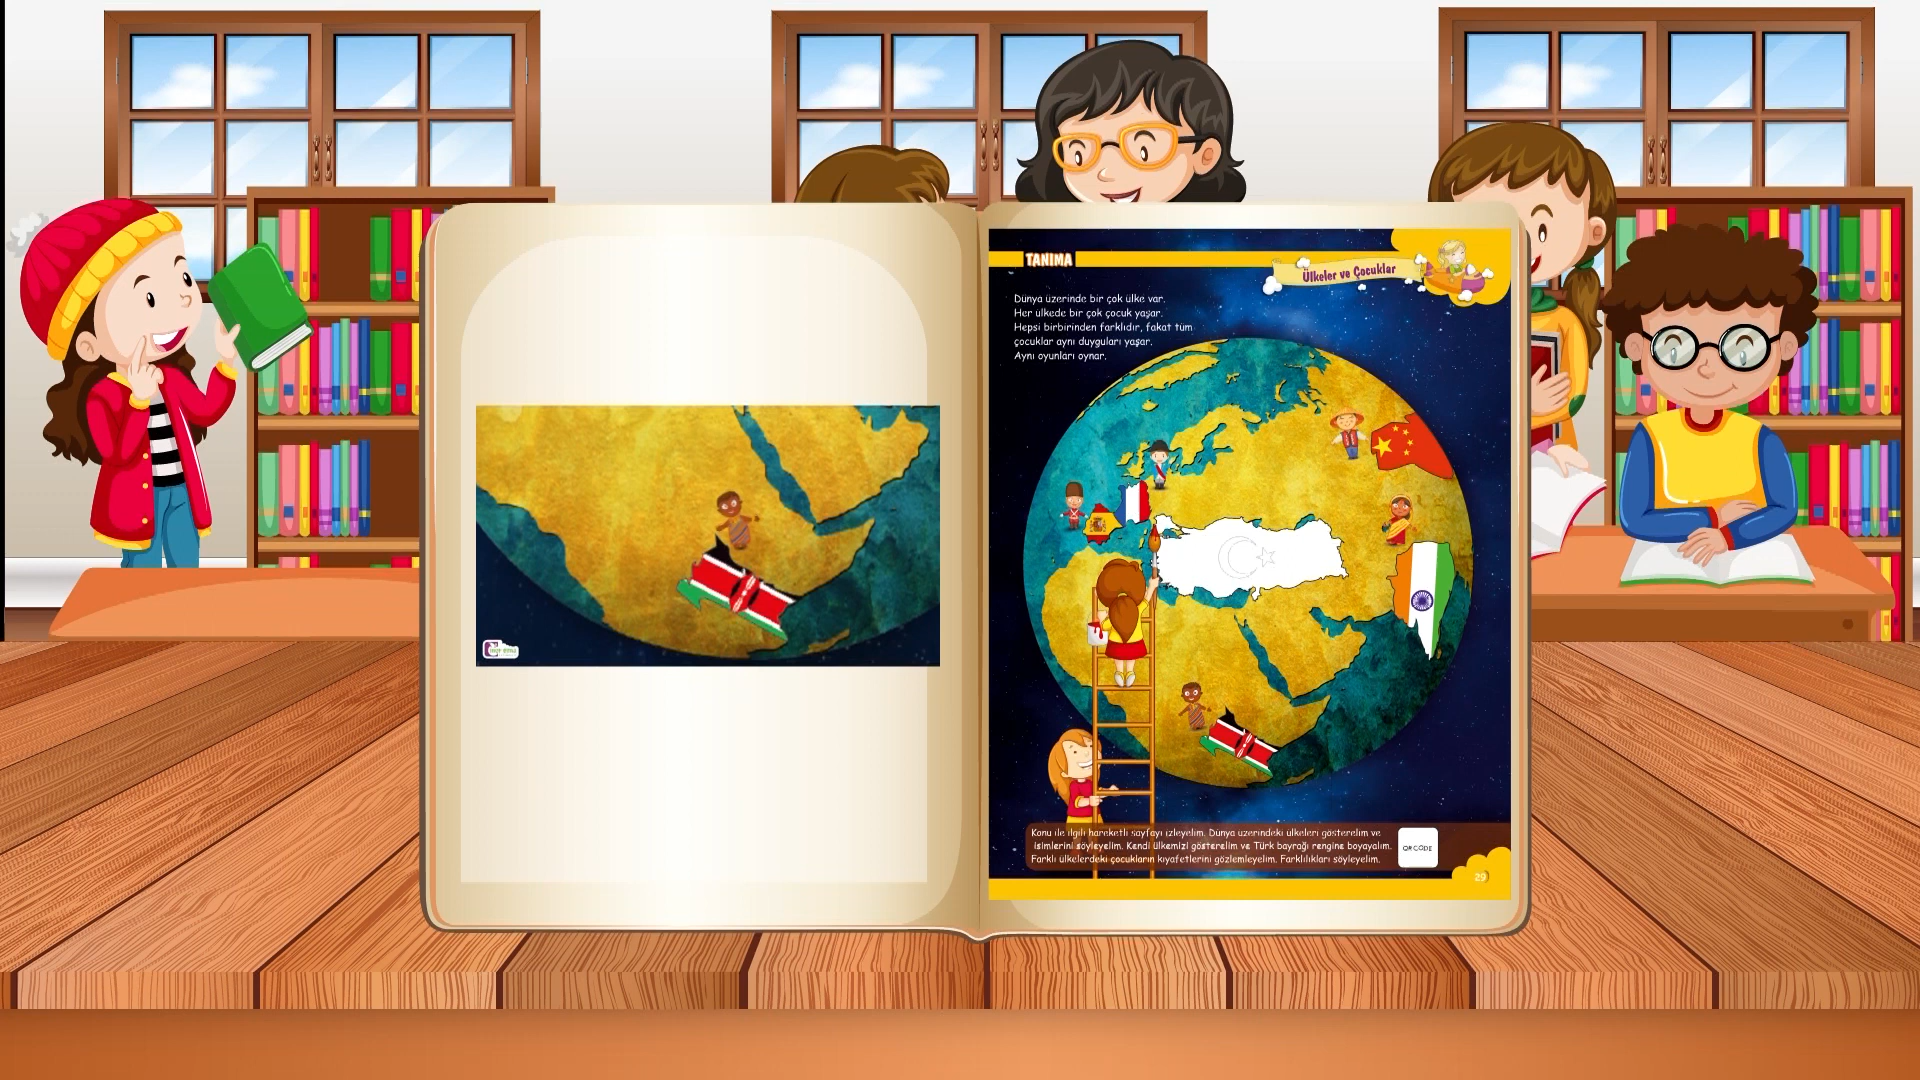 TANIMA
Ülkeler ve Çocuklar
Dünya üzerinde bir çok ülke var.
Her ülkede bir çok çocuk yaşar.
Hepsi birbirinden farklıdır, fakat tüm
çocuklar aynı duyguları yaşar.
Aynı oyunları oynar.
Konu ile ilgili hareketli sayfayı izleyelim. Dünya üzerindeki ülkeleri gösterelim ve
isimlerini söyleyelim. Kendi ülkemizi gösterelim ve Türk bayrağı rengine boyayalım.
Farklı ülkelerdeki çocukların kıyafetlerini gözlemleyelim. Farklılıkları söyleyelim.
QR CODE
29